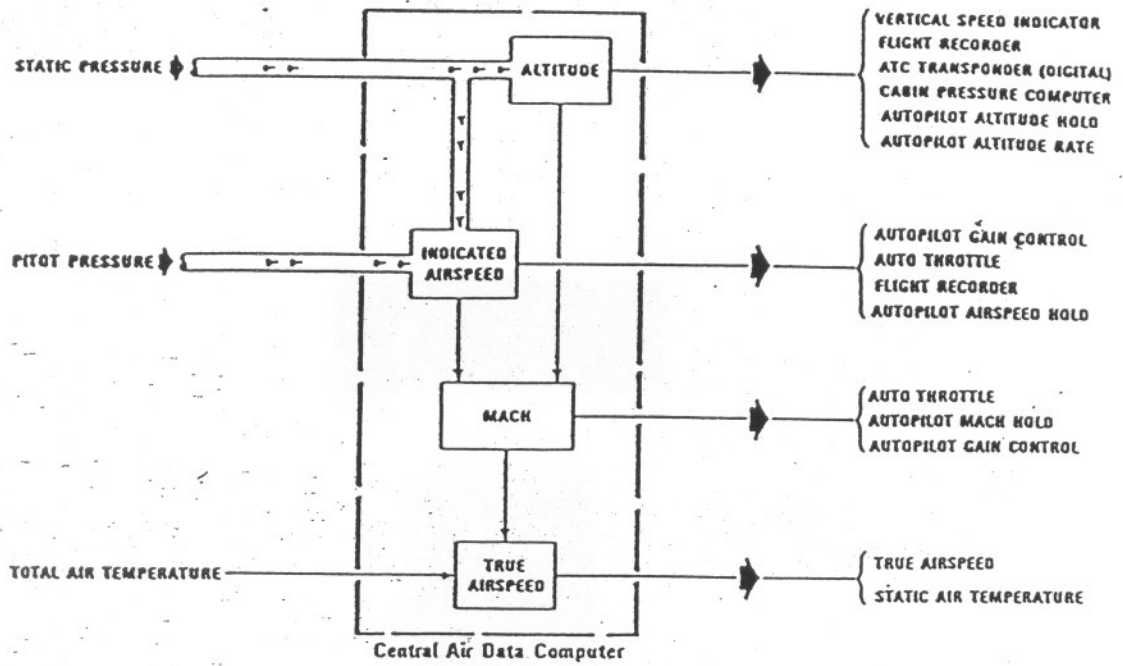 STATIC PRESSURE
ALTITUDE
VERTICAL SPEED INDICATOR
FLIGHT RECORDER
ATC TRANSPONDER (DIGITAL)
CABIN PRESSURE COMPUTER
AUTOPILOT ALTITUDE HOLD
AUTOPILOT ALTITUDE RATE
PITOT PRESSURE
INDICATED
AIRSPEED
AUTOPILOT GAIN CONTROL
AUTO THROTTLE
FLIGHT RECORDER
AUTOPILOT AIRSPEED HOLD
MACH
AUTO THROTTLE
AUTOPILOT MACH HOLD
AUTOPILOT GAIN CONTROL
TOTAL AIR TEMPERATURE
TRUE
AIRSPEED
TRUE AIRSPEED
STATIC AIR TEMPERATURE
Central Air Data Computer